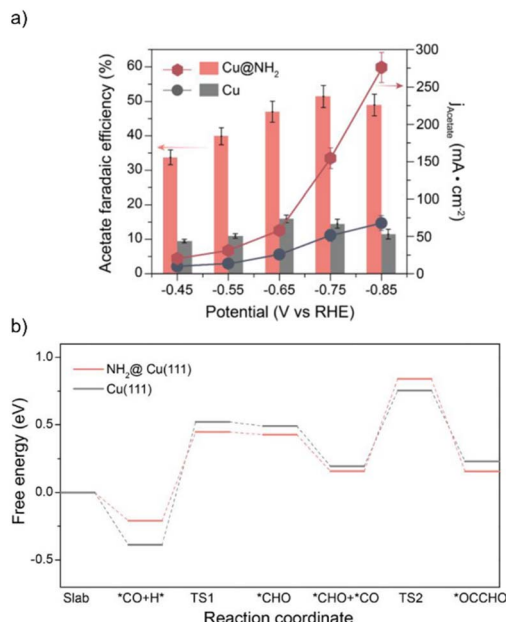 a)
Cu@NH₂
Cu
Acetate faradaic efficiency (%)
60
50
40
30
20
10
0
300
250
200
150
100
50
0
j_Acetate (mA • cm⁻²)
-0.45 -0.55 -0.65 -0.75 -0.85
Potential (V vs RHE)
b)
NH₂@ Cu(111)
Cu(111)
Free energy (eV)
1.0
0.5
0.0
-0.5
Slab *CO+H* TS1 *CHO *CHO+*CO TS2 *OCCHO
Reaction coordinate